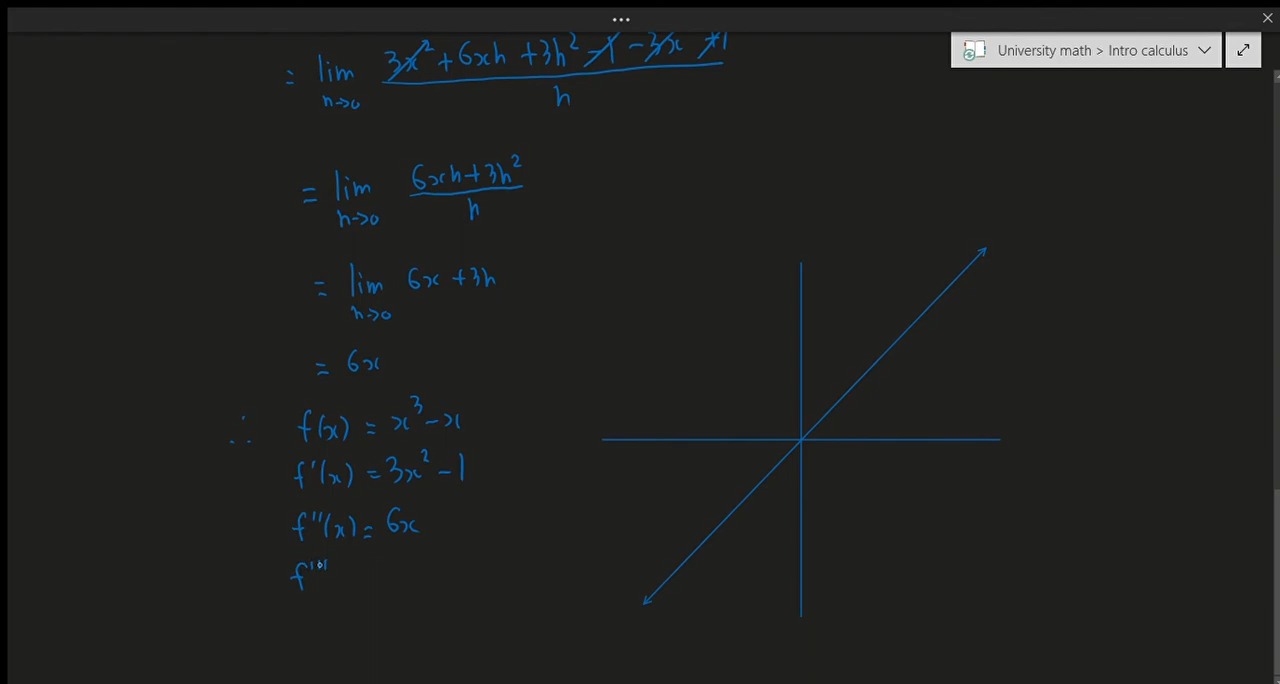 University math > Intro calculus
= lim h→0 (3x² + 6xh + 3h² - 1 - 3x + 1) / h
= lim h→0 (6xh + 3h²) / h
= lim h→0 6x + 3h
= 6x
∴ f(x) = x³ - x
f'(x) = 3x² - 1
f''(x) = 6x
f'''